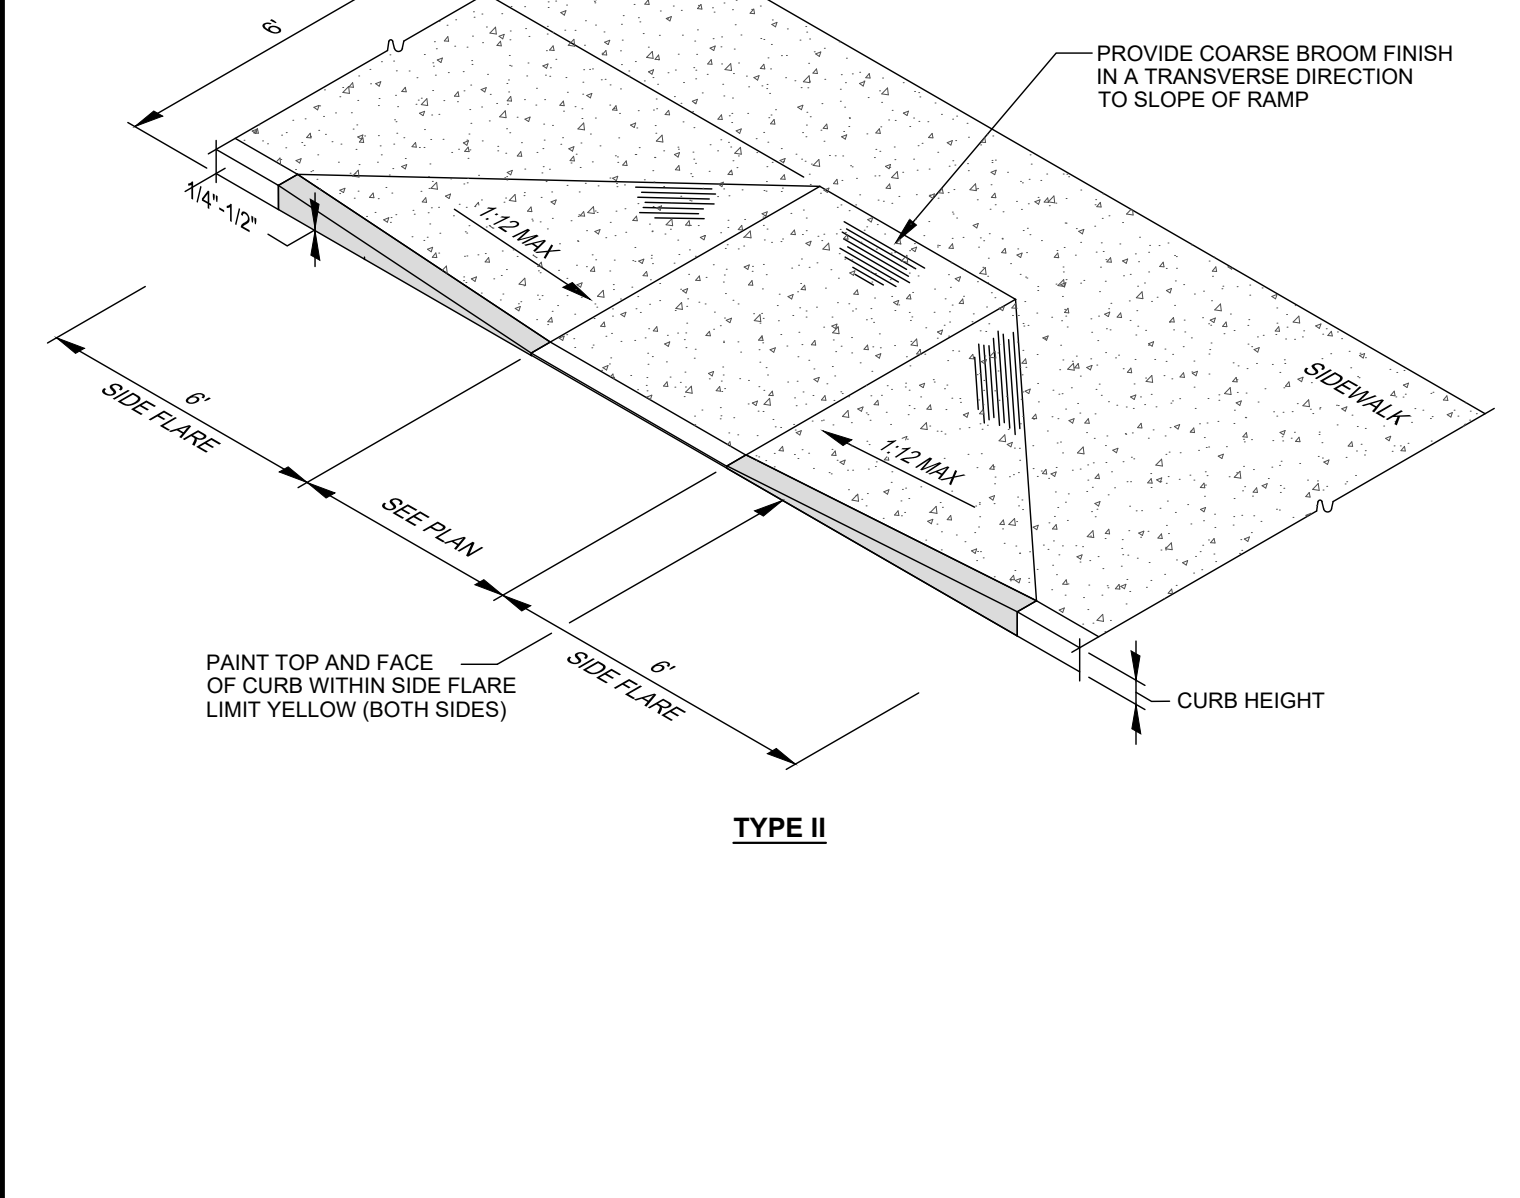 6'
PROVIDE COARSE BROOM FINISH
IN A TRANSVERSE DIRECTION
TO SLOPE OF RAMP
1/4"-1/2"
1:12 MAX
SIDEWALK
6'
SIDE FLARE
1:12 MAX
SEE PLAN
PAINT TOP AND FACE
OF CURB WITHIN SIDE FLARE
LIMIT YELLOW (BOTH SIDES)
6'
SIDE FLARE
CURB HEIGHT
TYPE II